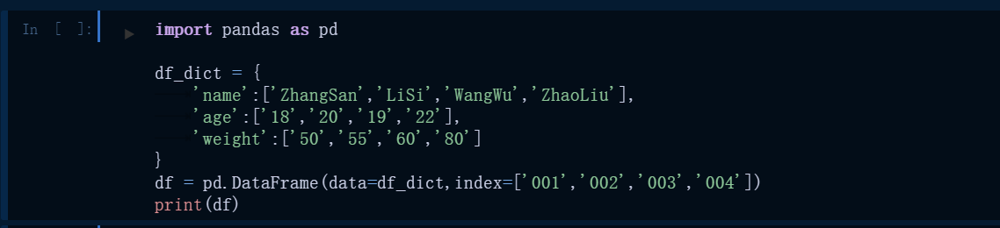 In [ ]:
import pandas as pd
df_dict = {
    'name':['ZhangSan','LiSi','WangWu','ZhaoLiu'],
    'age':['18','20','19','22'],
    'weight':['50','55','60','80']
}
df = pd.DataFrame(data=df_dict,index=['001','002','003','004'])
print(df)